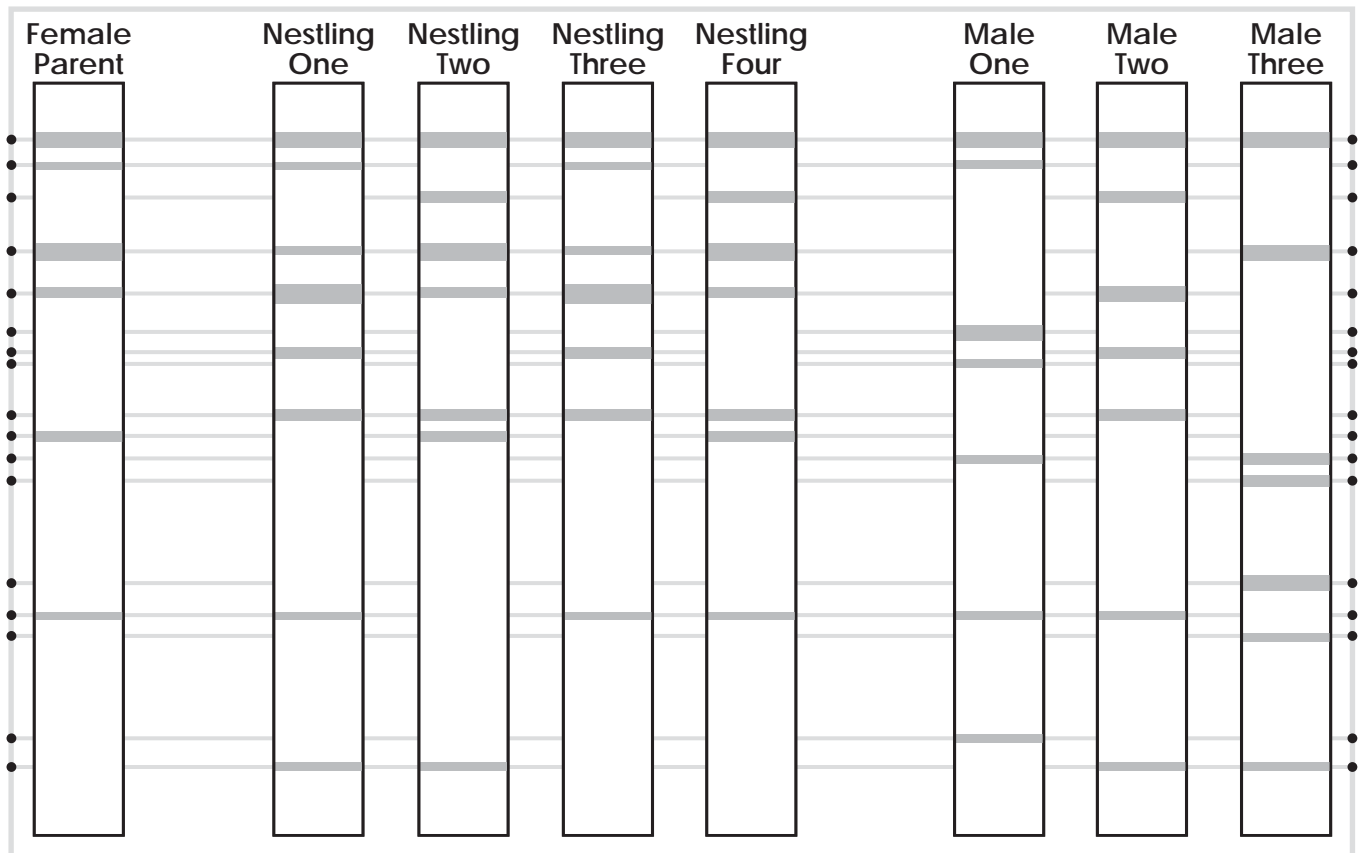 Female Parent
Nestling One
Nestling Two
Nestling Three
Nestling Four
Male One
Male Two
Male Three